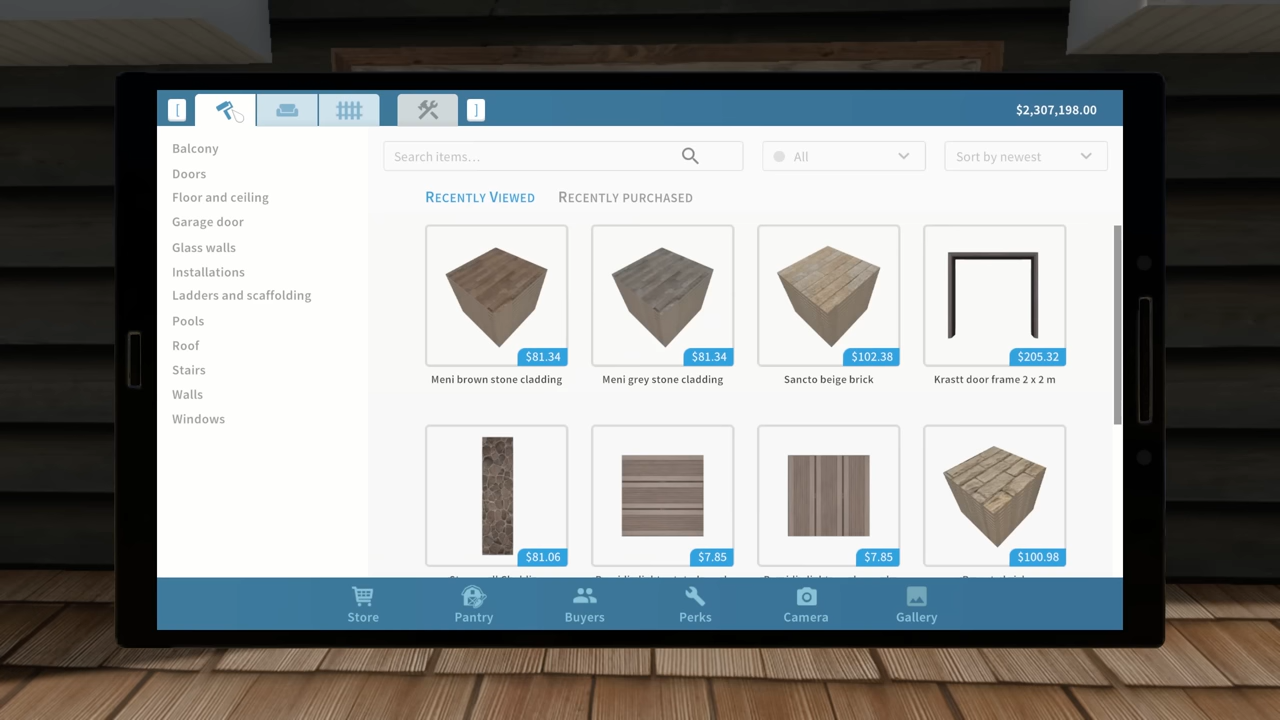 [
]
$2,307,198.00
Balcony
Doors
Floor and ceiling
Garage door
Glass walls
Installations
Ladders and scaffolding
Pools
Roof
Stairs
Walls
Windows
Search items...
All
Sort by newest
RECENTLY VIEWED
RECENTLY PURCHASED
$81.34
$81.34
$102.38
$205.32
Meni brown stone cladding
Meni grey stone cladding
Sancto beige brick
Krastt door frame 2 x 2 m
$81.06
$7.85
$7.85
$100.98
Store
Pantry
Buyers
Perks
Camera
Gallery